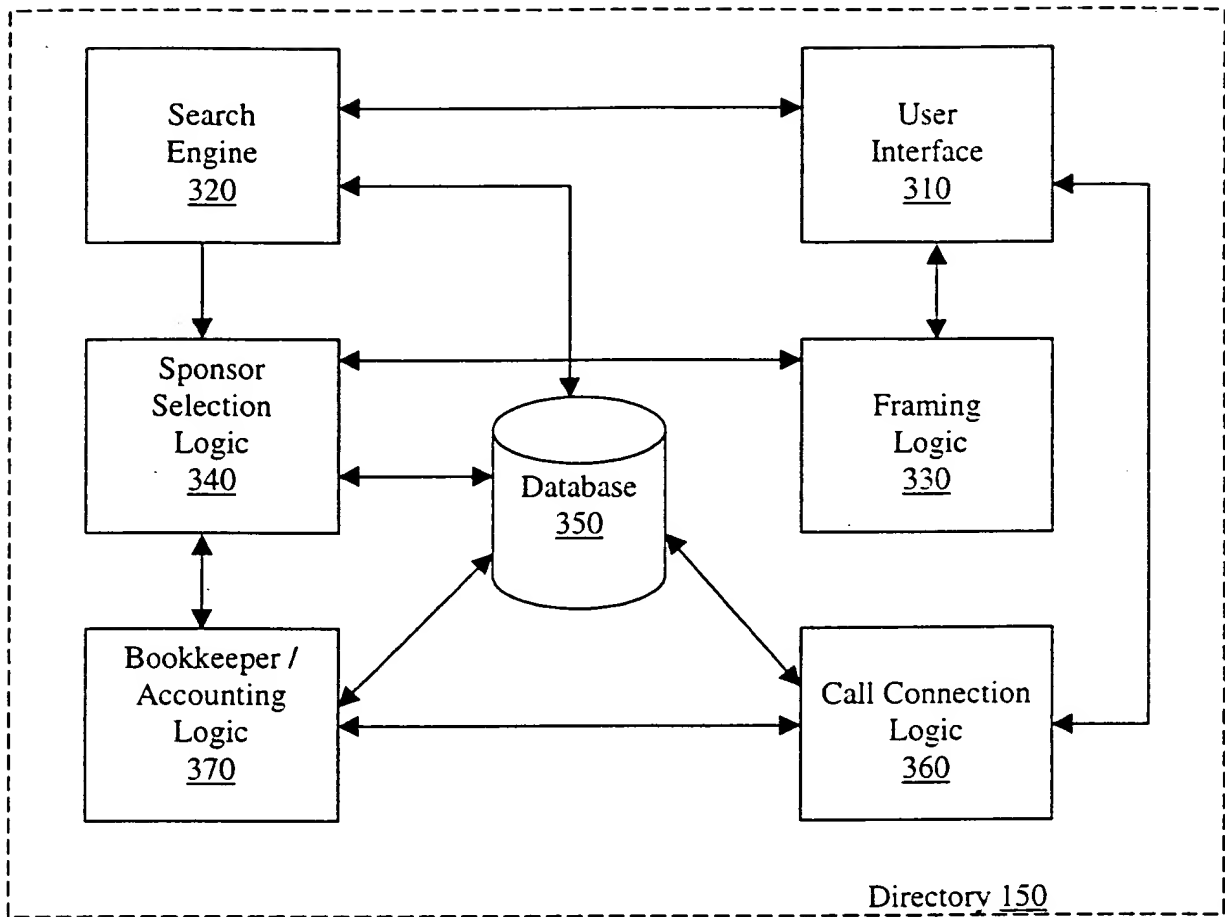 Search
Engine
320
User
Interface
310
Sponsor
Selection
Logic
340
Database
350
Framing
Logic
330
Bookkeeper /
Accounting
Logic
370
Call Connection
Logic
360
Directory 150